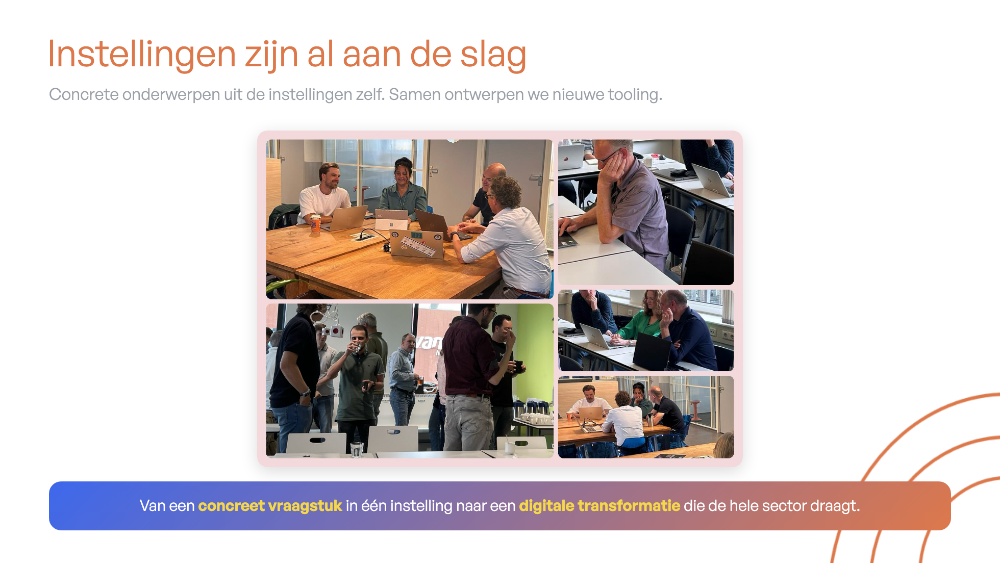 Instellingen zijn al aan de slag
Concrete onderwerpen uit de instellingen zelf. Samen ontwerpen we nieuwe tooling.
van
h
Van een concreet vraagstuk in één instelling naar een digitale transformatie die de hele sector draagt.